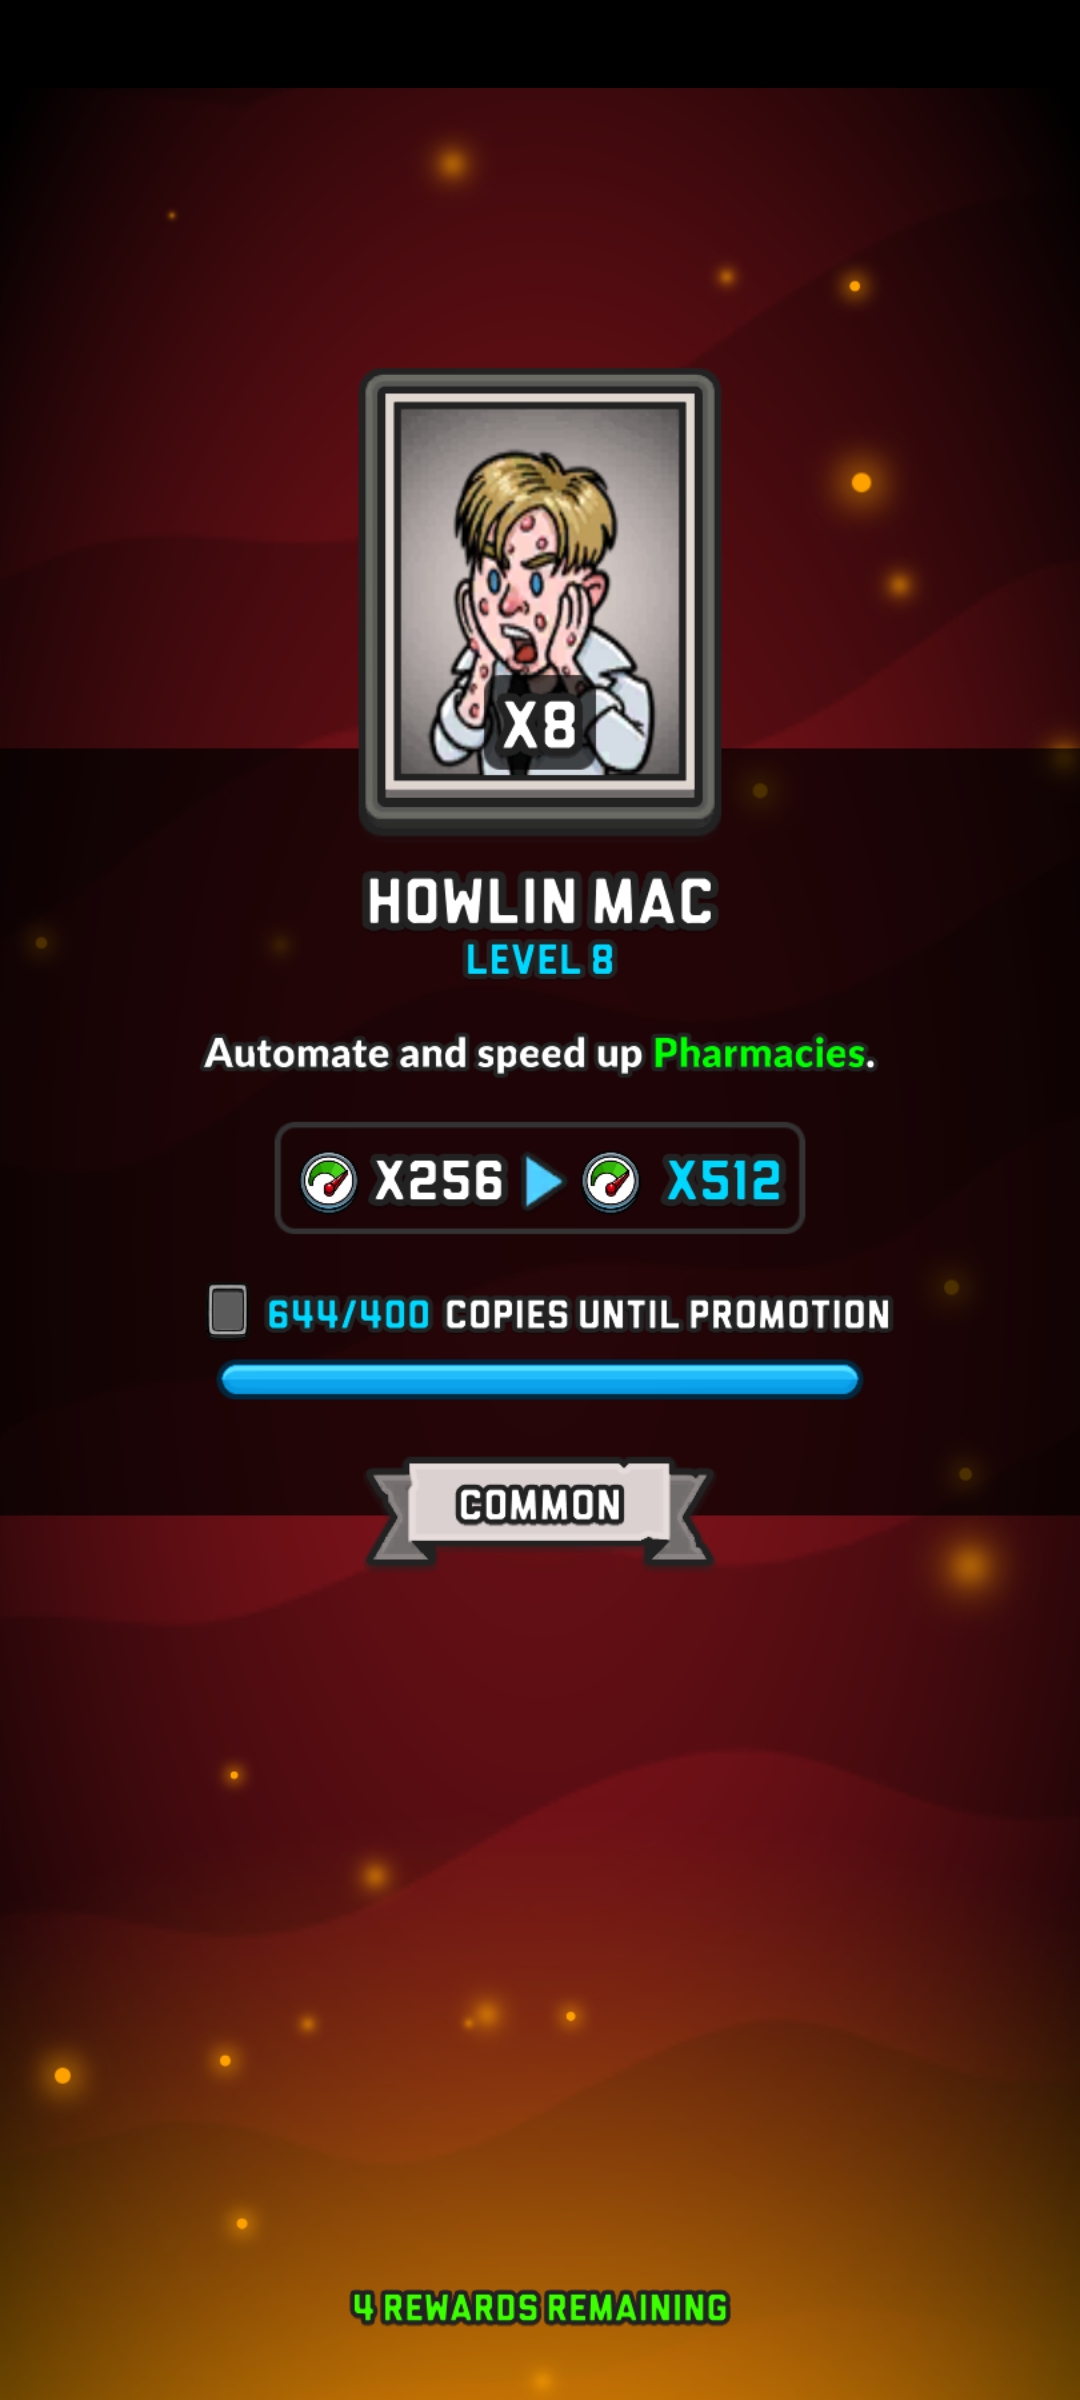 X8
HOWLIN MAC
LEVEL 8
Automate and speed up Pharmacies.
X256 X512
644/400 COPIES UNTIL PROMOTION
COMMON
4 REWARDS REMAINING